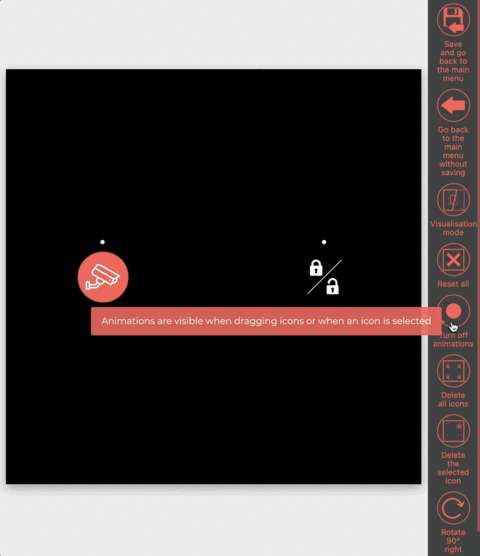 Save
and go
back to
the main
menu
Go back
to the
main
menu
without
saving
Visualisation
mode
Reset all
Animations are visible when dragging icons or when an icon is selected
Turn off
animations
Delete
all icons
Delete
the
selected
icon
Rotate
90°
right